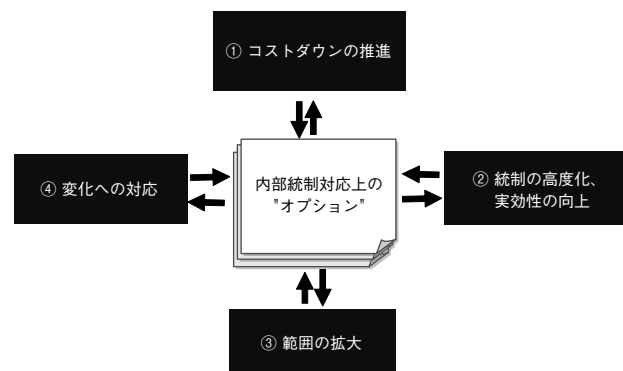 ① コストダウンの推進
④ 変化への対応
内部統制対応上の
"オプション"
② 統制の高度化、
実効性の向上
③ 範囲の拡大